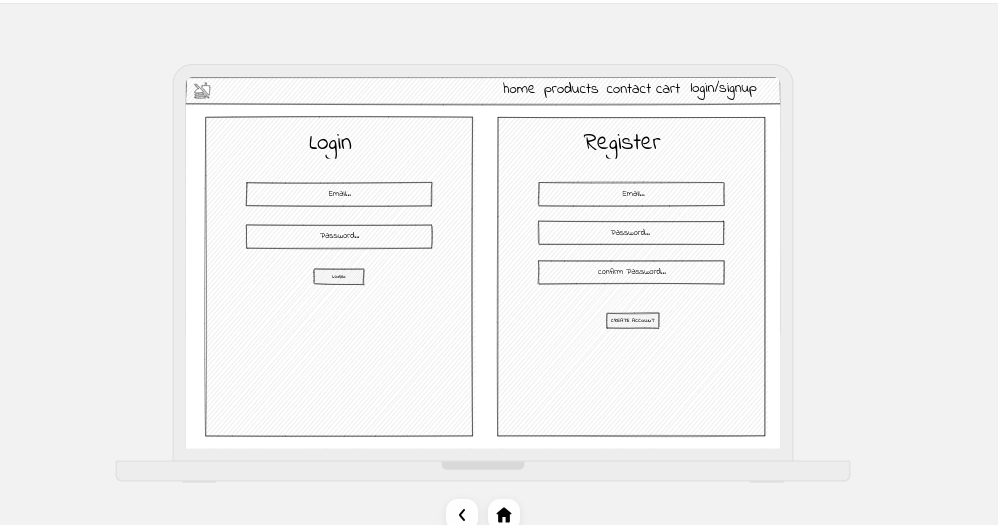 home products contact cart login/signup
Login
Email...
Password...
LOGIN
Register
Email...
Password...
confirm Password...
CREATE ACCOUNT